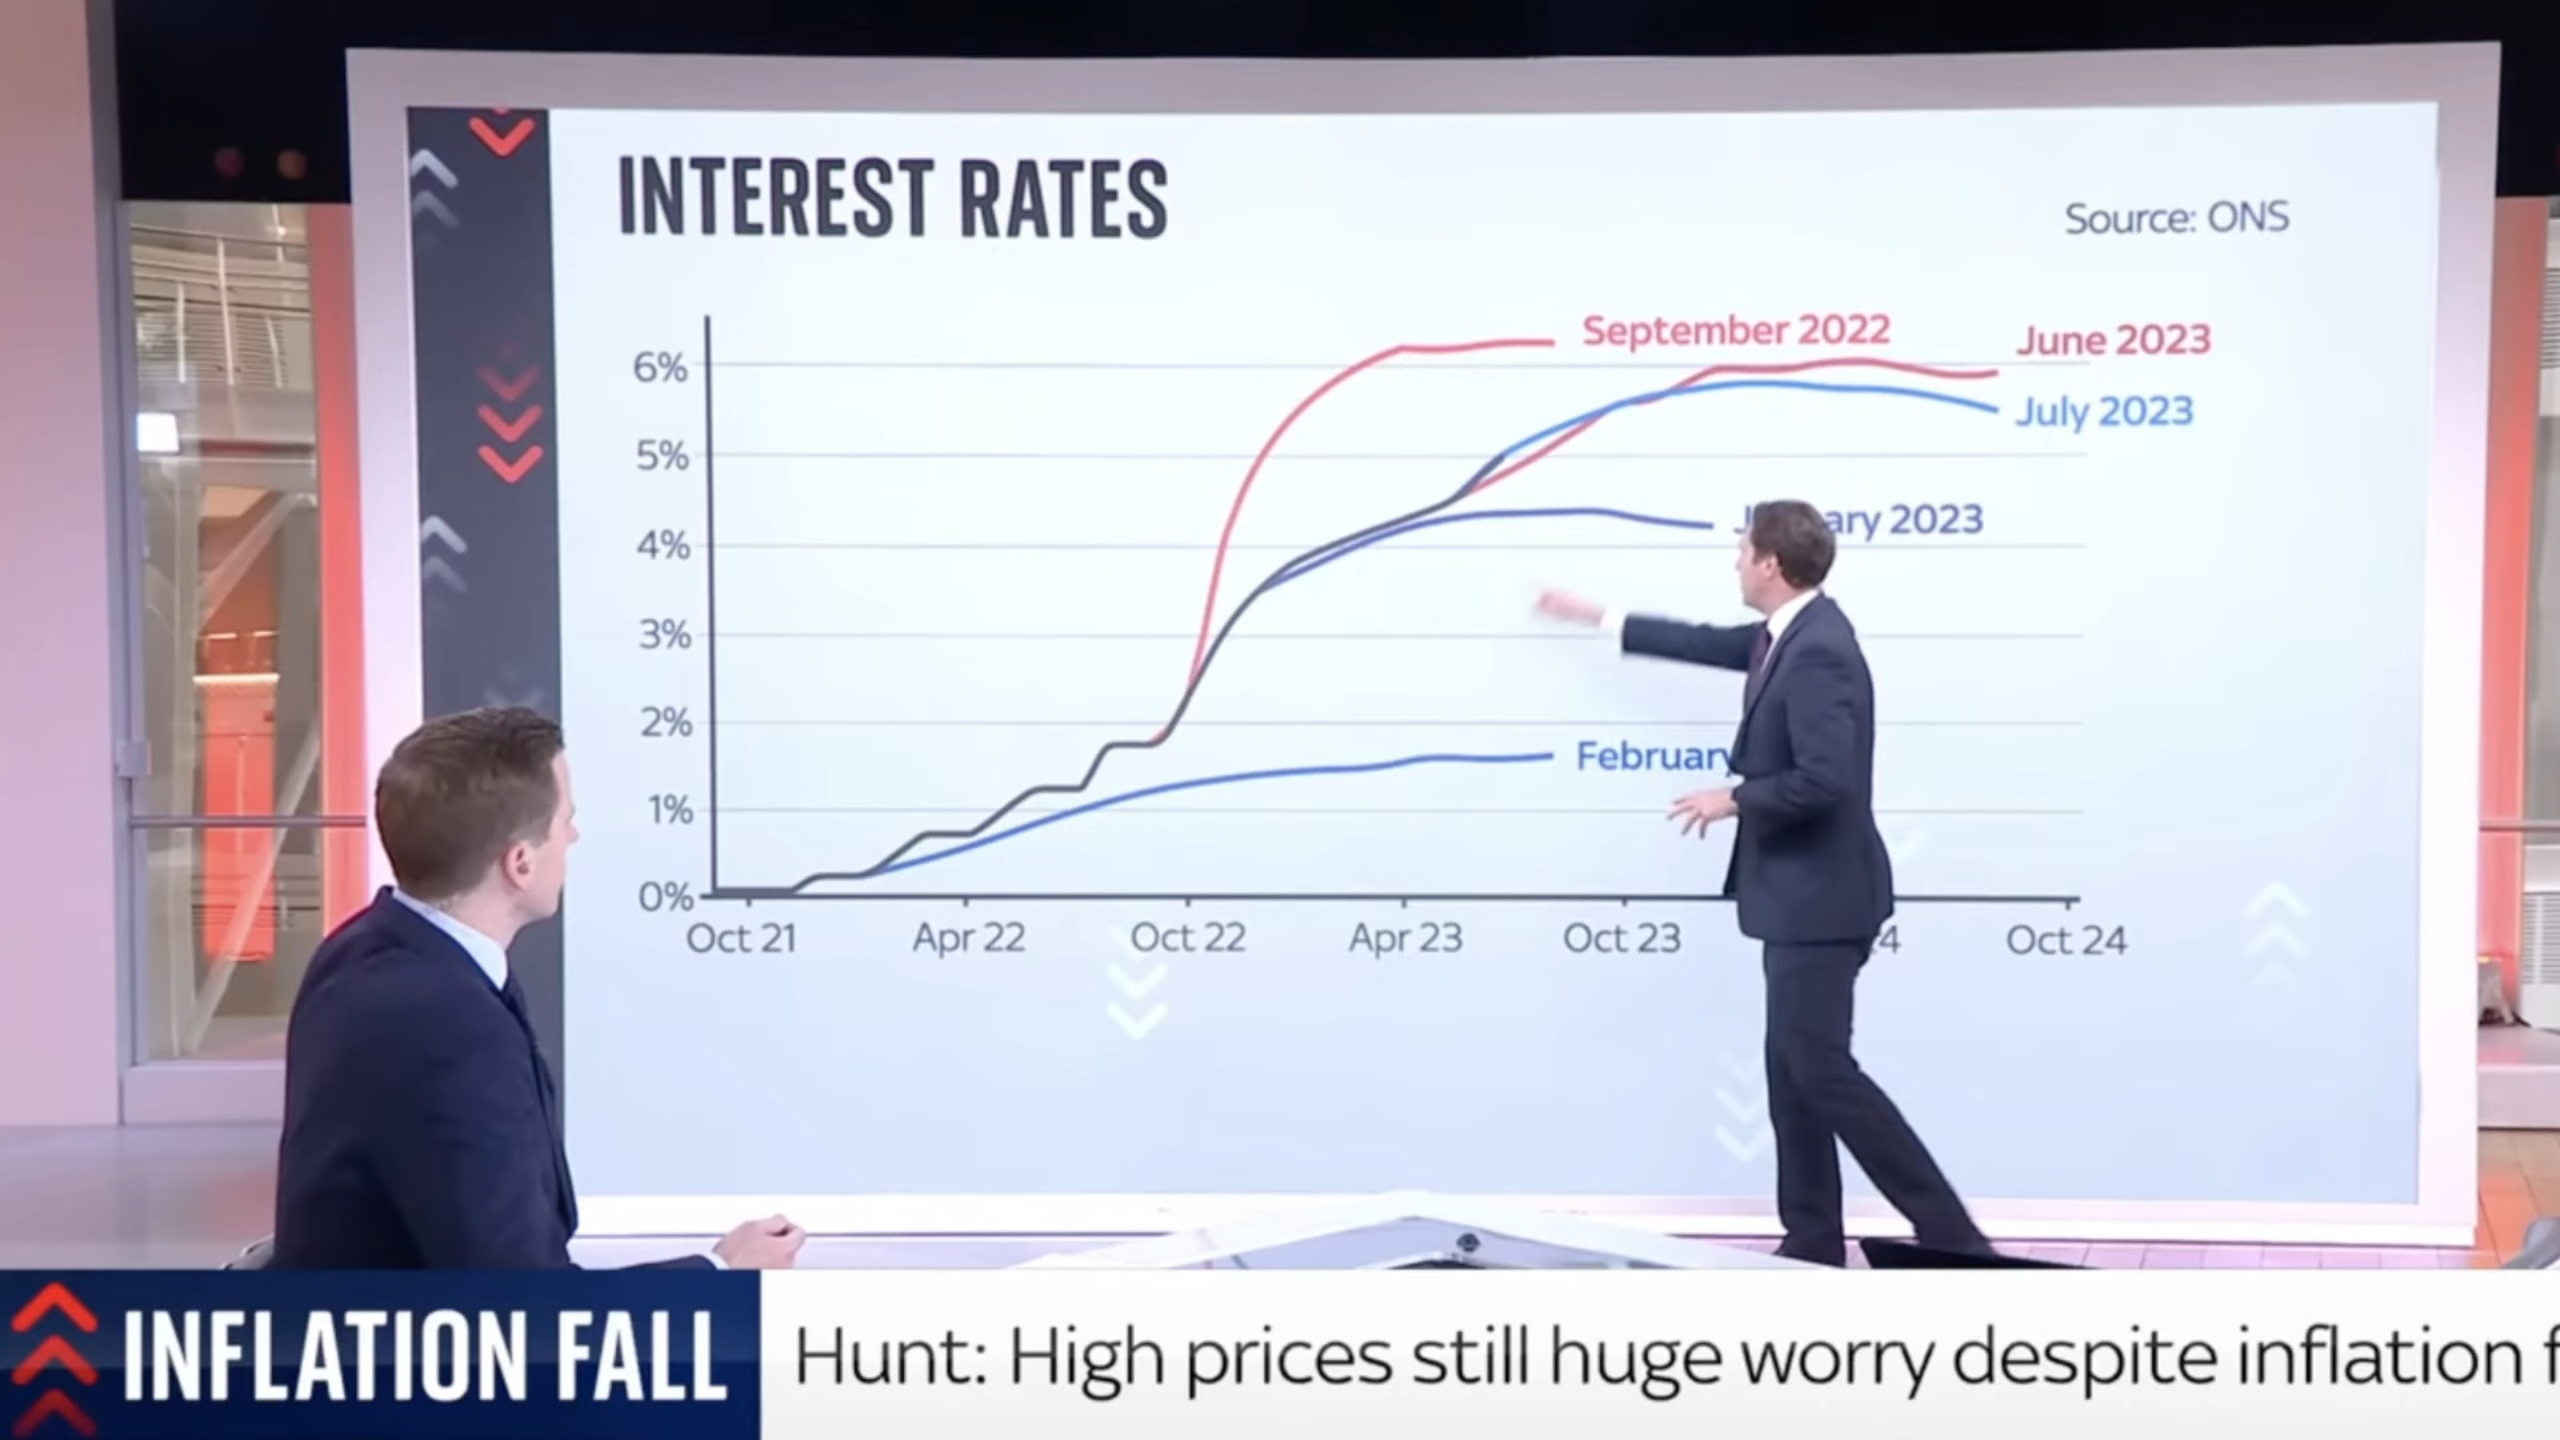 INTEREST RATES
Source: ONS
September 2022
June 2023
6%
July 2023
5%
2023
4%
3%
2%
February
1%
0%
Oct 21 Apr 22 Oct 22 Apr 23 Oct 23 Oct 24
INFLATION FALL
Hunt: High prices still huge worry despite inflation